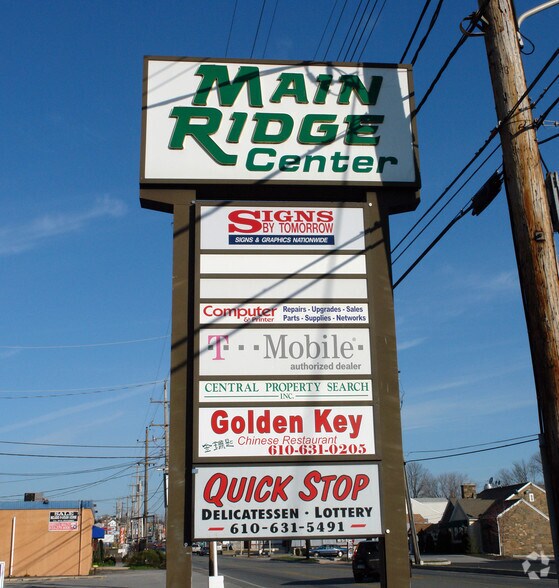 MAIN
RIDGE
Center
SIGNS
BY TOMORROW
SIGNS & GRAPHICS NATIONWIDE
Computer
& Printer
Repairs - Upgrades - Sales
Parts - Supplies - Networks
T - Mobile®
authorized dealer
CENTRAL PROPERTY SEARCH
INC.
Golden Key
Chinese Restaurant
610-631-0205
QUICK STOP
DELICATESSEN - LOTTERY
610-631-5491